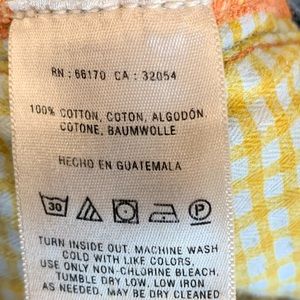 RN : 66170 CA : 32054
100% COTTON, COTON, ALGODÓN,
COTONE, BAUMWOLLE
HECHO EN GUATEMALA
30 P
TURN INSIDE OUT. MACHINE WASH
COLD WITH LIKE COLORS,
USE ONLY NON-CHLORINE BLEACH,
TUMBLE DRY LOW, LOW IRON
AS NEEDED, MAY BE DRY CLEANED